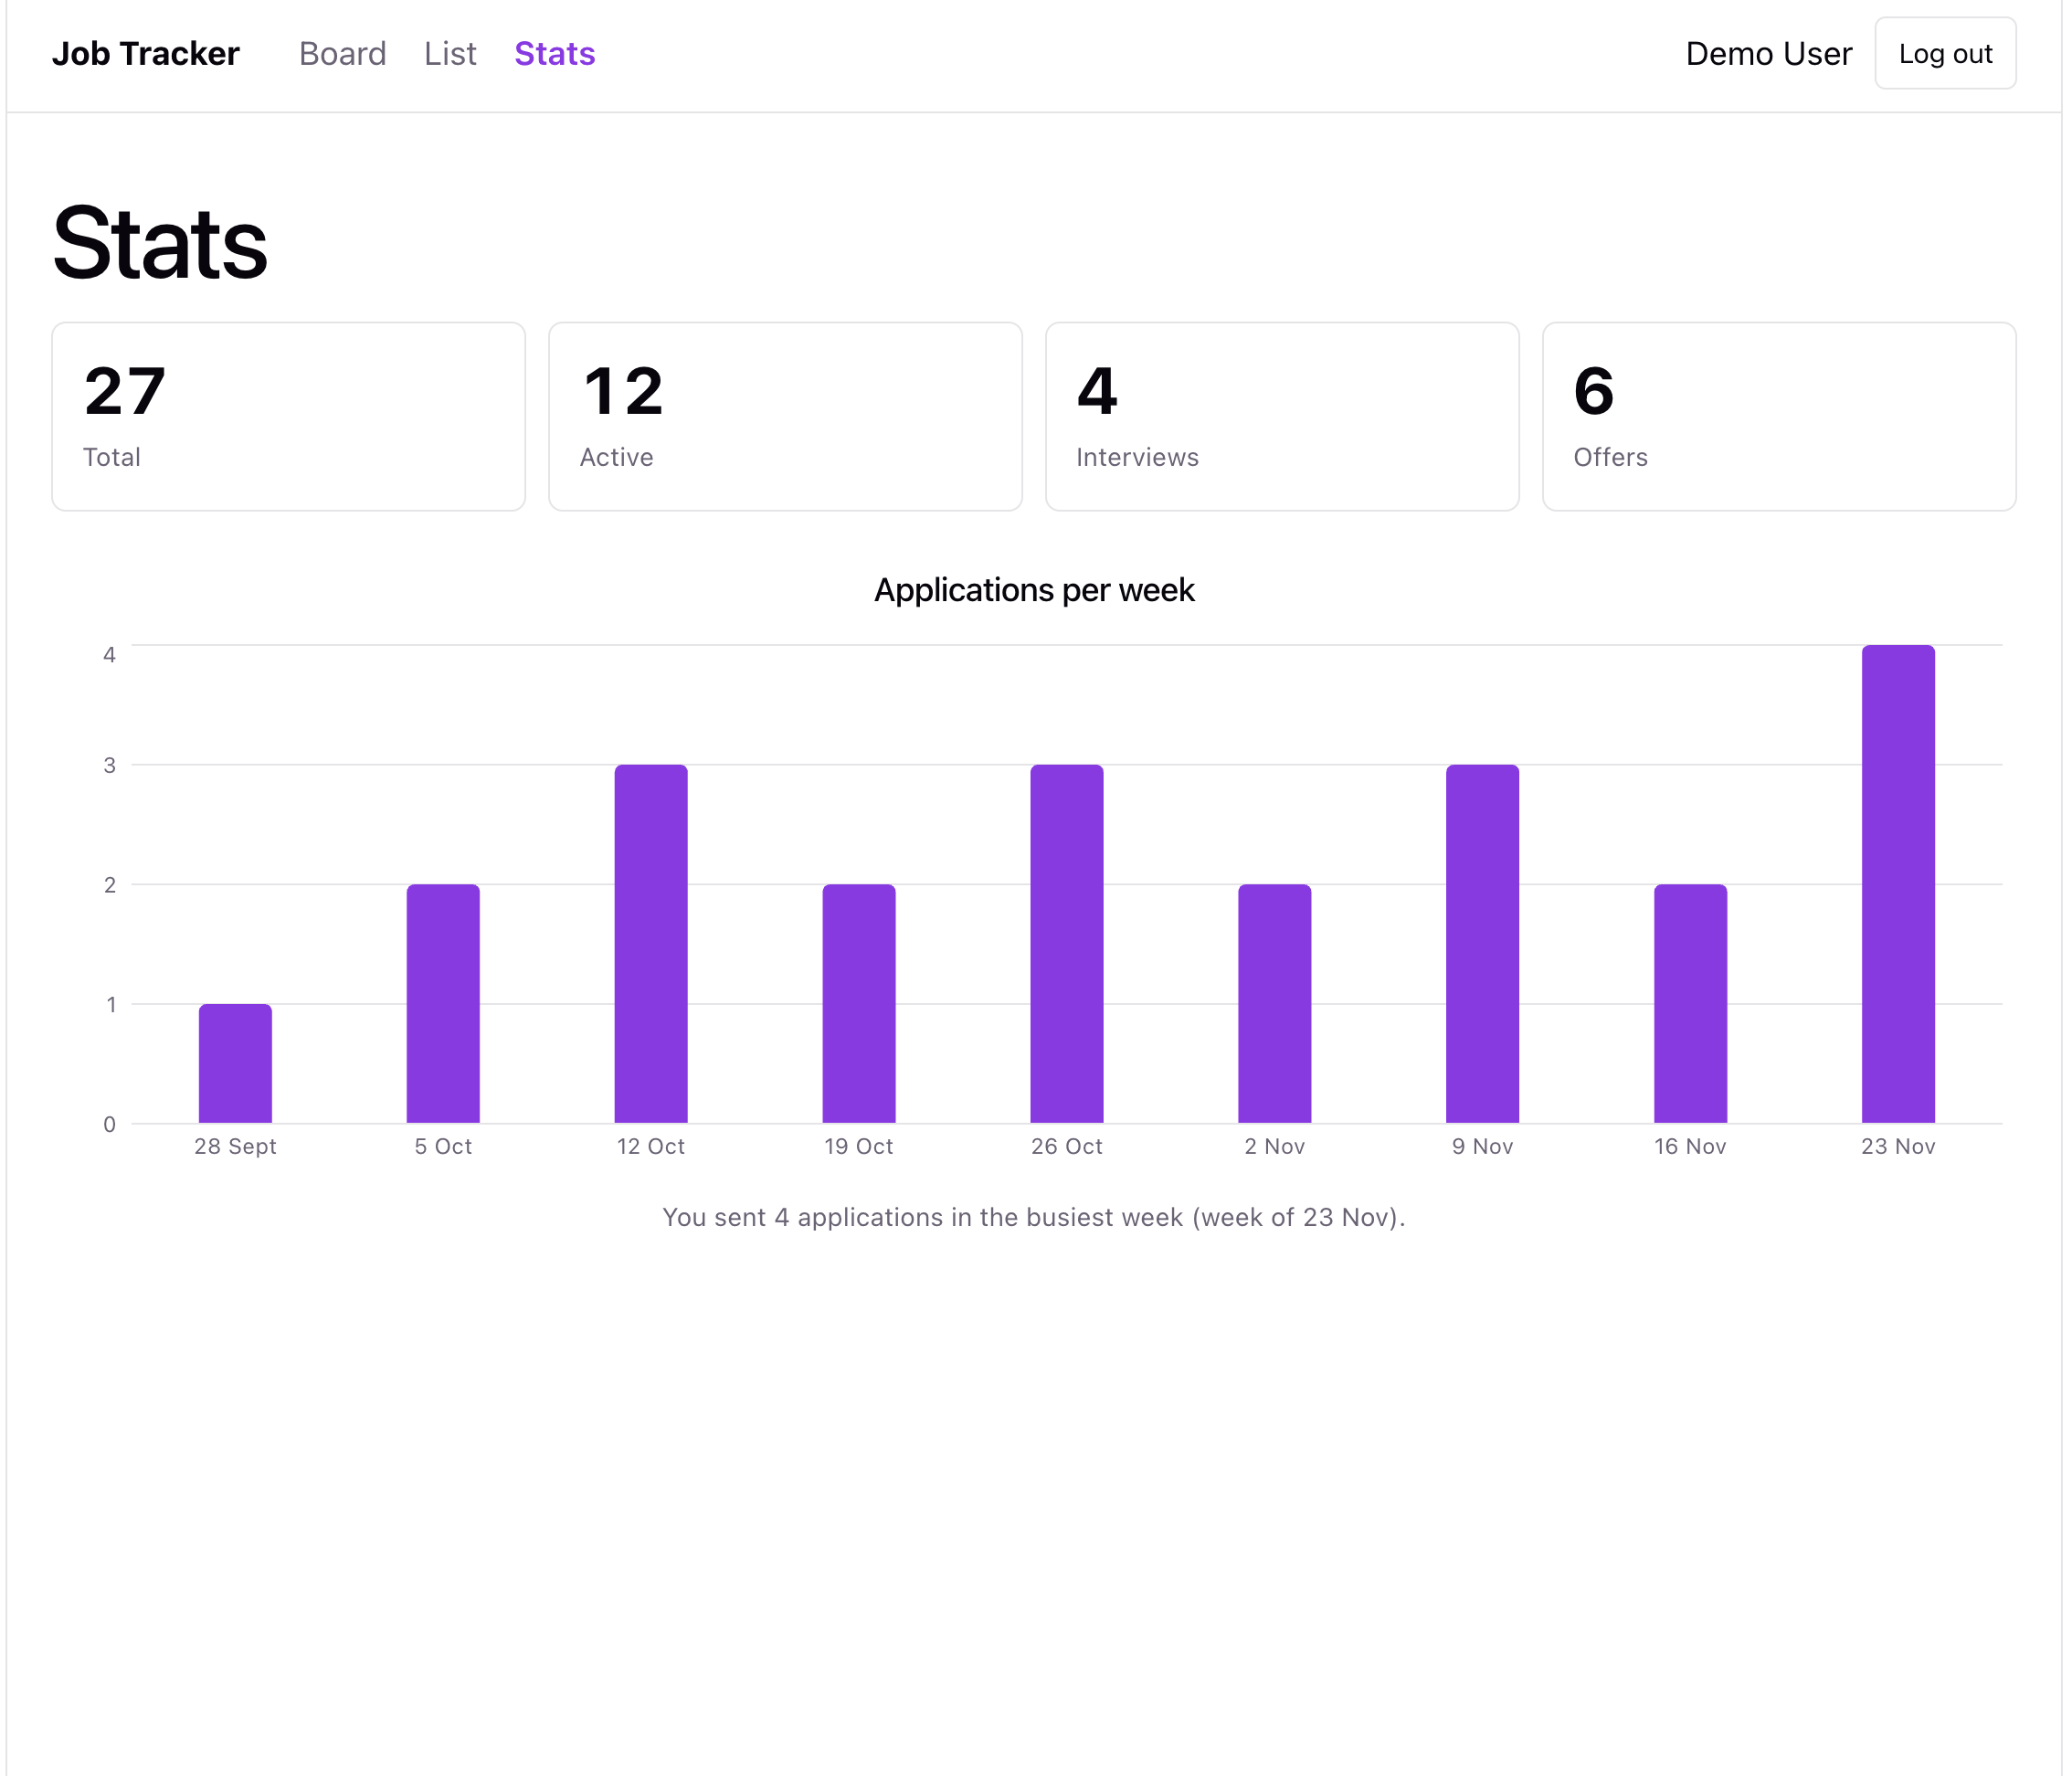 Job Tracker Board List Stats Demo User Log out
Stats
27 12 4 6
Total Active Interviews Offers
Applications per week
4
3
2
1
0
28 Sept 5 Oct 12 Oct 19 Oct 26 Oct 2 Nov 9 Nov 16 Nov 23 Nov
You sent 4 applications in the busiest week (week of 23 Nov).